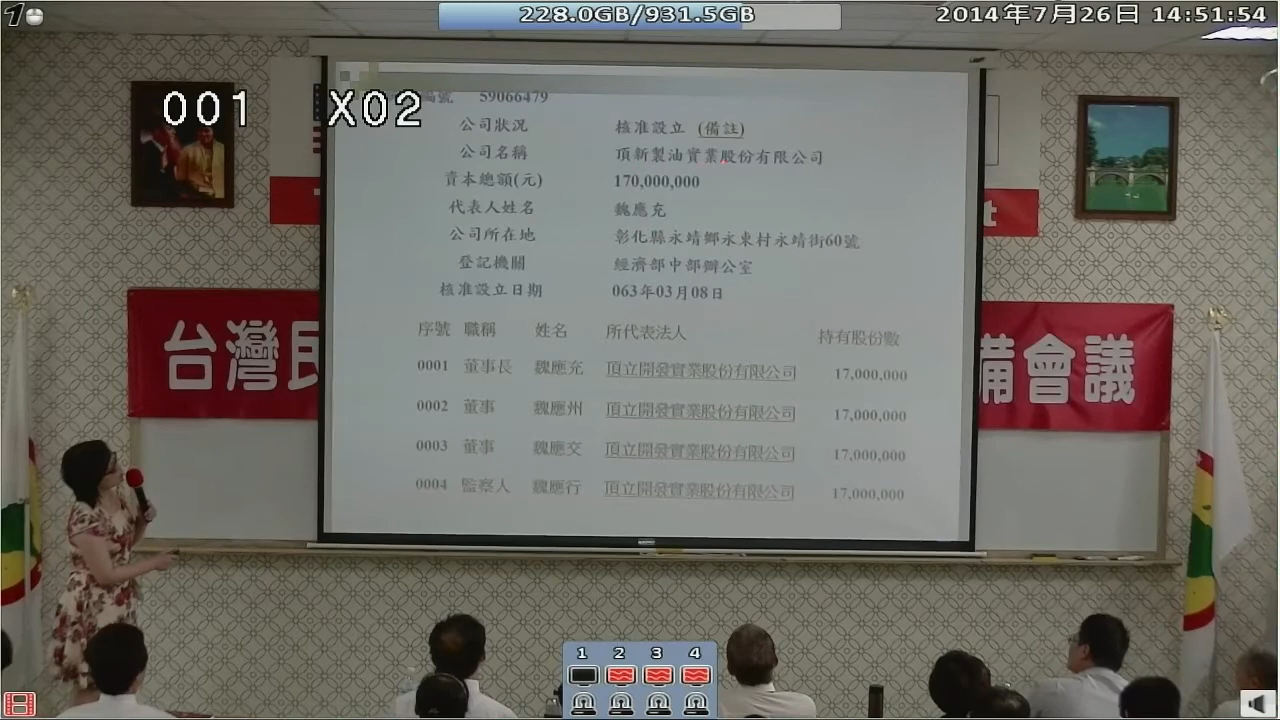 1
228.0GB/931.5GB
2014年7月26日 14:51:54
001 X02
編號 59066479
公司狀況 核准設立 (備註)
公司名稱 頂新製油實業股份有限公司
資本總額(元) 170,000,000
代表人姓名 魏應充
公司所在地 彰化縣永靖鄉永東村永靖街60號
登記機關 經濟部中部辦公室
核准設立日期 063年03月08日
序號 職稱 姓名 所代表法人 持有股份數
0001 董事長 魏應充 頂立開發實業股份有限公司 17,000,000
0002 董事 魏應州 頂立開發實業股份有限公司 17,000,000
0003 董事 魏應交 頂立開發實業股份有限公司 17,000,000
0004 監察人 魏應行 頂立開發實業股份有限公司 17,000,000
t
台灣民
備會議
1 2 3 4